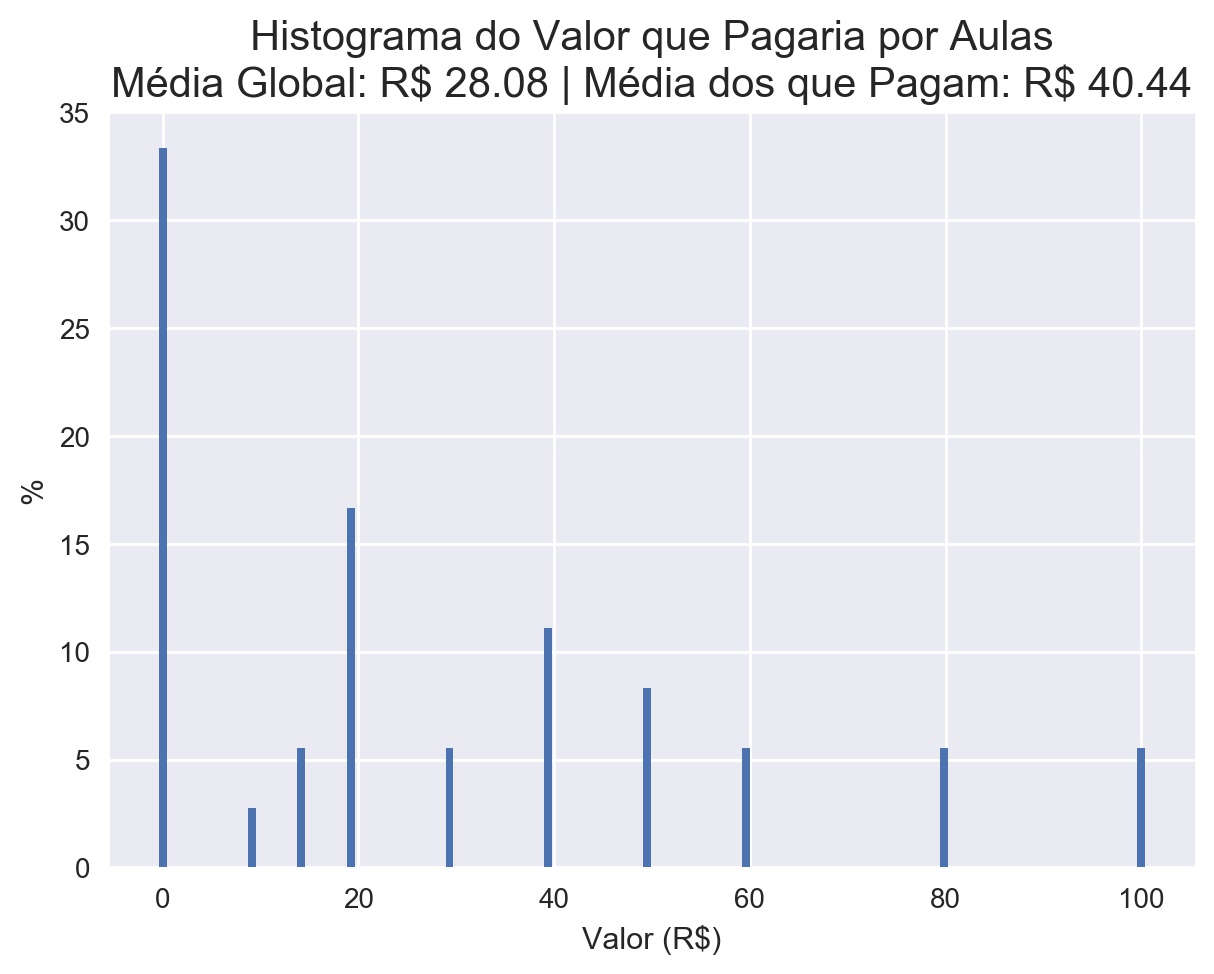 Histograma do Valor que Pagaria por Aulas
Média Global: R$ 28.08 | Média dos que Pagam: R$ 40.44
35
30
25
20
15
10
5
0
%
0 20 40 60 80 100
Valor (R$)